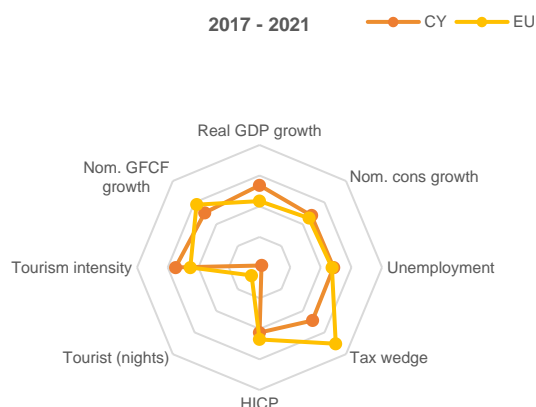 2017 - 2021
CY
EU
Real GDP growth
Nom. GFCF
growth
Nom. cons growth
Tourism intensity
Unemployment
Tourist (nights)
Tax wedge
HICP